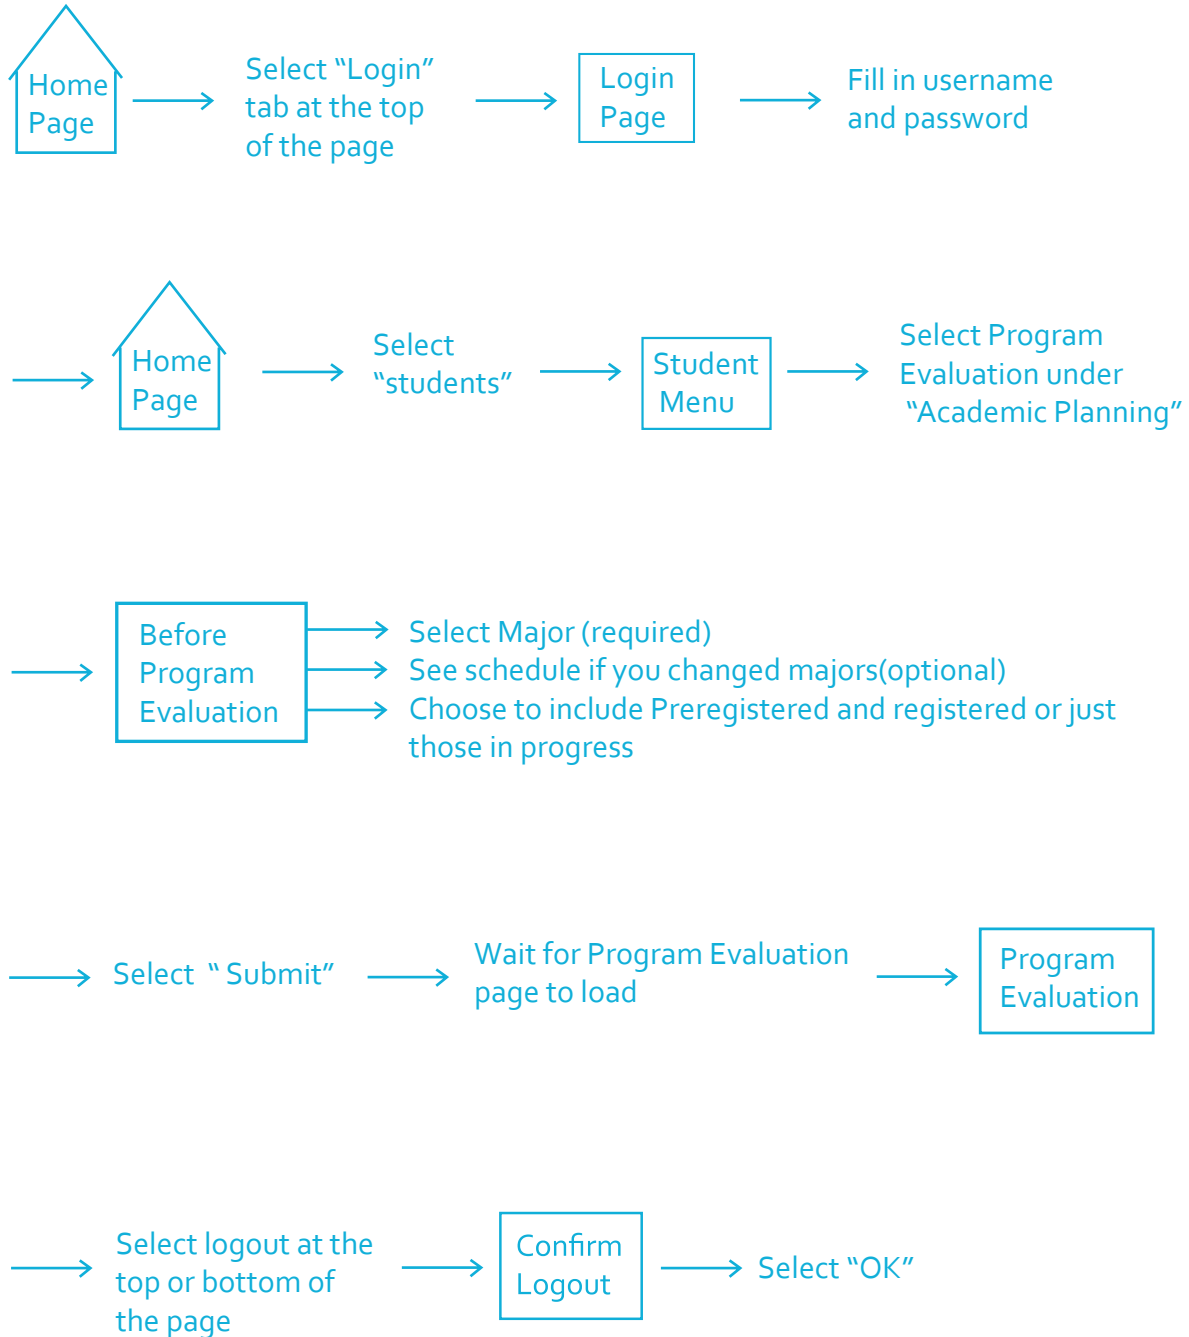 Home
Page
Select “Login”
tab at the top
of the page
Login
Page
Fill in username
and password
Home
Page
Select
“students”
Student
Menu
Select Program
Evaluation under
“Academic Planning”
Before
Program
Evaluation
Select Major (required)
See schedule if you changed majors(optional)
Choose to include Preregistered and registered or just
those in progress
Select “ Submit”
Wait for Program Evaluation
page to load
Program
Evaluation
Select logout at the
top or bottom of
the page
Confirm
Logout
Select “OK”